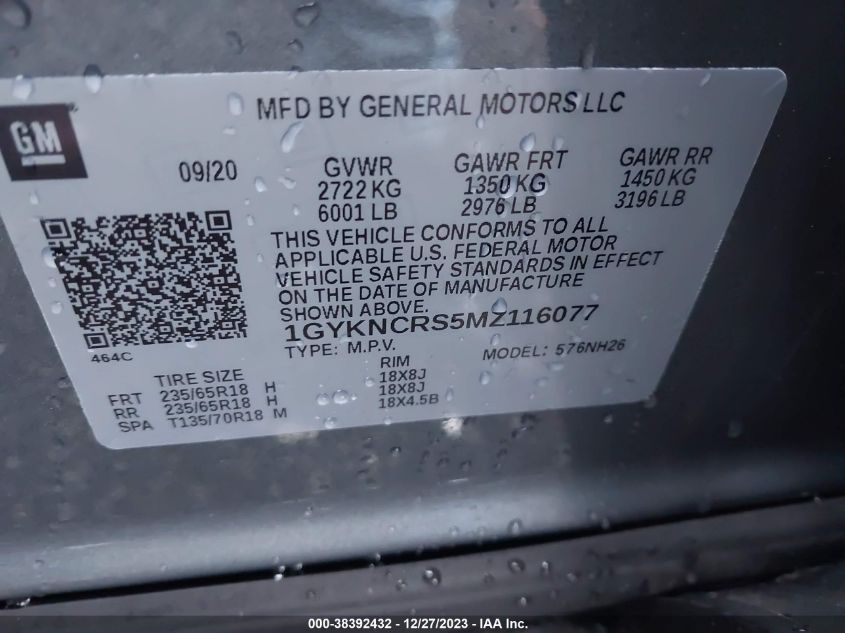 MFD BY GENERAL MOTORS LLC
GM
09/20 GVWR GAWR FRT GAWR RR
2722 KG 1350 KG 1450 KG
6001 LB 2976 LB 3196 LB
THIS VEHICLE CONFORMS TO ALL
APPLICABLE U.S. FEDERAL MOTOR
VEHICLE SAFETY STANDARDS IN EFFECT
ON THE DATE OF MANUFACTURE
SHOWN ABOVE.
1GYKNCRS5MZ116077
464C
TYPE: M.P.V. MODEL: 576NH26
TIRE SIZE RIM
FRT 235/65R18 H 18X8J
RR 235/65R18 H 18X8J
SPA T135/70R18 M 18X4.5B
000-38392432 - 12/27/2023 - IAA Inc.